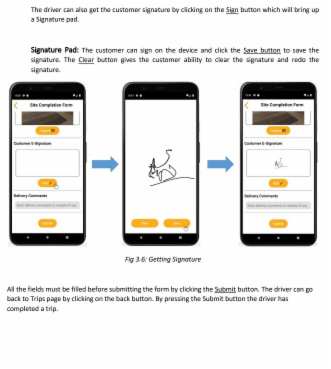 The driver can also get the customer signature by clicking on the Sign button which will bring up
a Signature pad.
Signature Pad: The customer can sign on the device and click the Save button to save the
signature. The Clear button gives the customer ability to clear the signature and redo the
signature.
Site Completion Form
Customer E-Signature
Delivery Comments
Submit
Site Completion Form
Customer E-Signature
Delivery Comments
Submit
Fig 3.6: Getting Signature
All the fields must be filled before submitting the form by clicking the Submit button. The driver can go
back to Trips page by clicking on the back button. By pressing the Submit button the driver has
completed a trip.